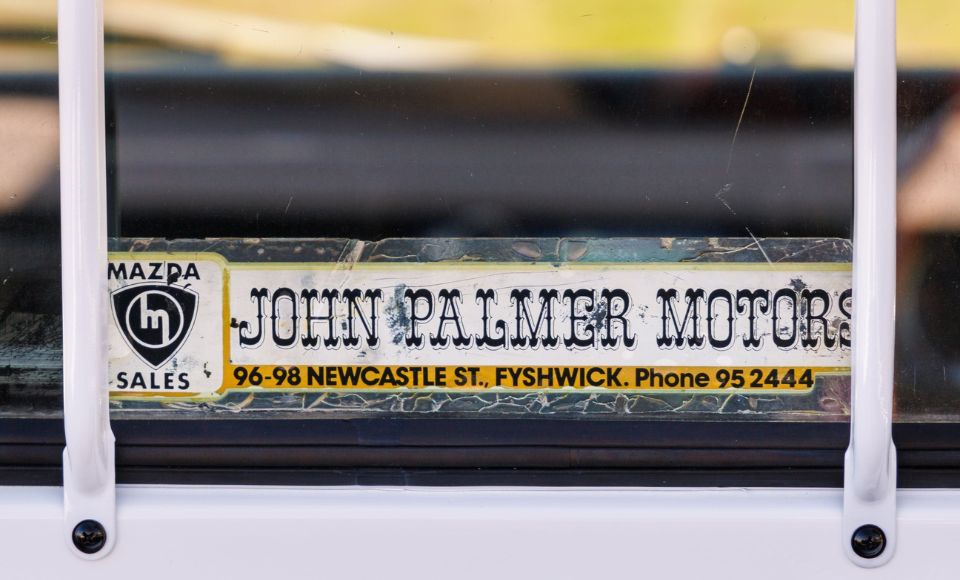 MAZDA
SALES
JOHN PALMER MOTORS
96-98 NEWCASTLE ST., FYSHWICK. Phone 95 2444